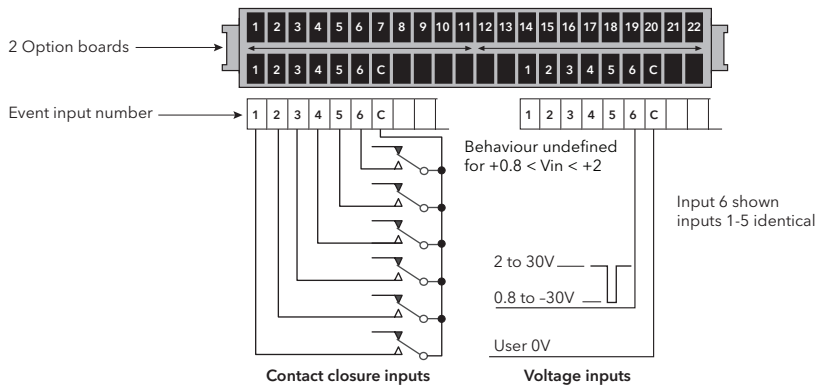 1 2 3 4 5 6 7 8 9 10 11 12 13 14 15 16 17 18 19 20 21 22
2 Option boards
1 2 3 4 5 6 C 1 2 3 4 5 6 C
Event input number
1 2 3 4 5 6 C 1 2 3 4 5 6 C
Behaviour undefined
for +0.8 < Vin < +2
Input 6 shown
inputs 1-5 identical
2 to 30V
0.8 to –30V
User 0V
Contact closure inputs
Voltage inputs